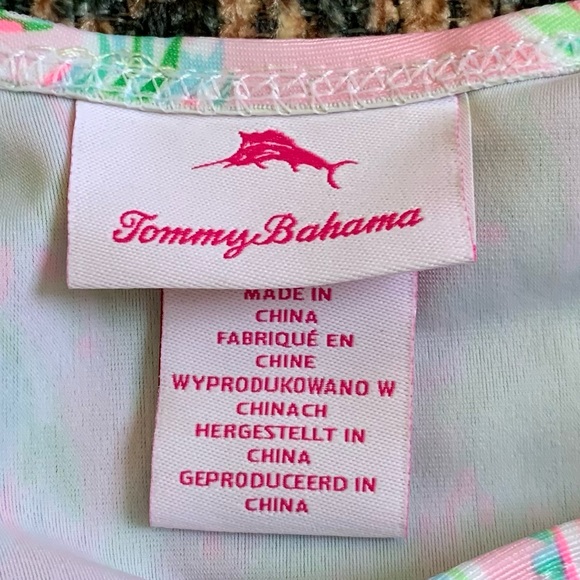 Tommy Bahama
MADE IN
CHINA
FABRIQUÉ EN
CHINE
WYPRODUKOWANO W
CHINACH
HERGESTELLT IN
CHINA
GEPRODUCEERD IN
CHINA